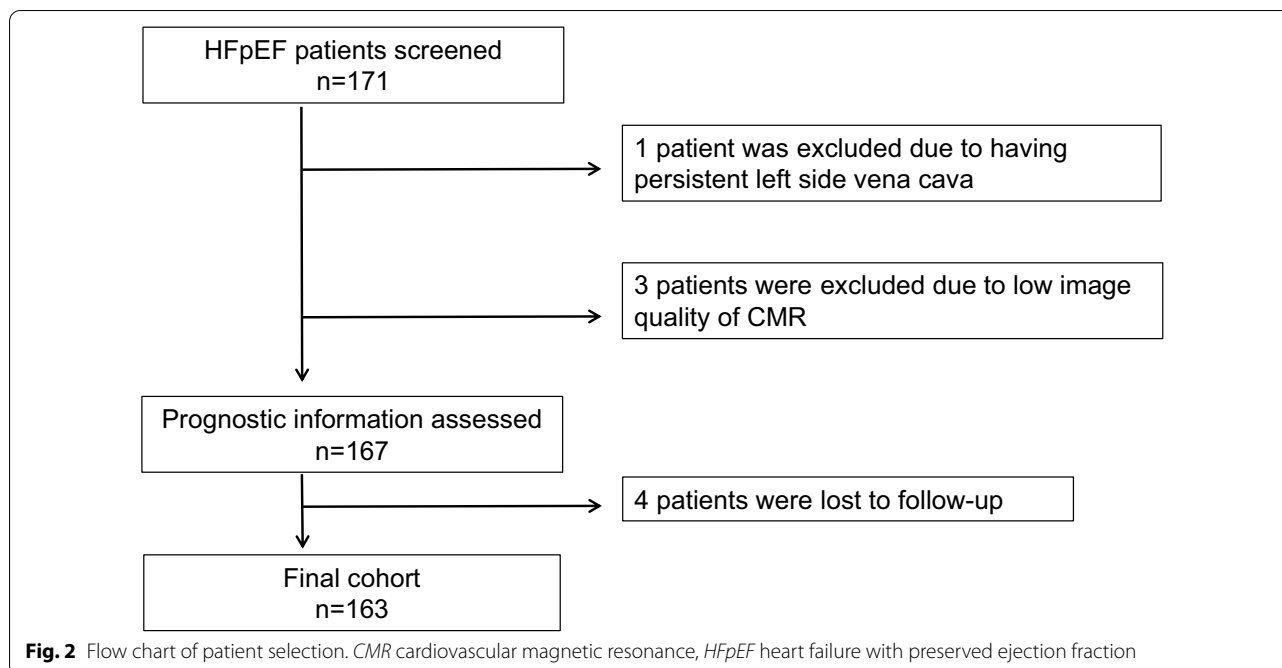 HFpEF patients screened
n=171
1 patient was excluded due to having
persistent left side vena cava
3 patients were excluded due to low image
quality of CMR
Prognostic information assessed
n=167
4 patients were lost to follow-up
Final cohort
n=163
Fig. 2 Flow chart of patient selection. CMR cardiovascular magnetic resonance, HFpEF heart failure with preserved ejection fraction